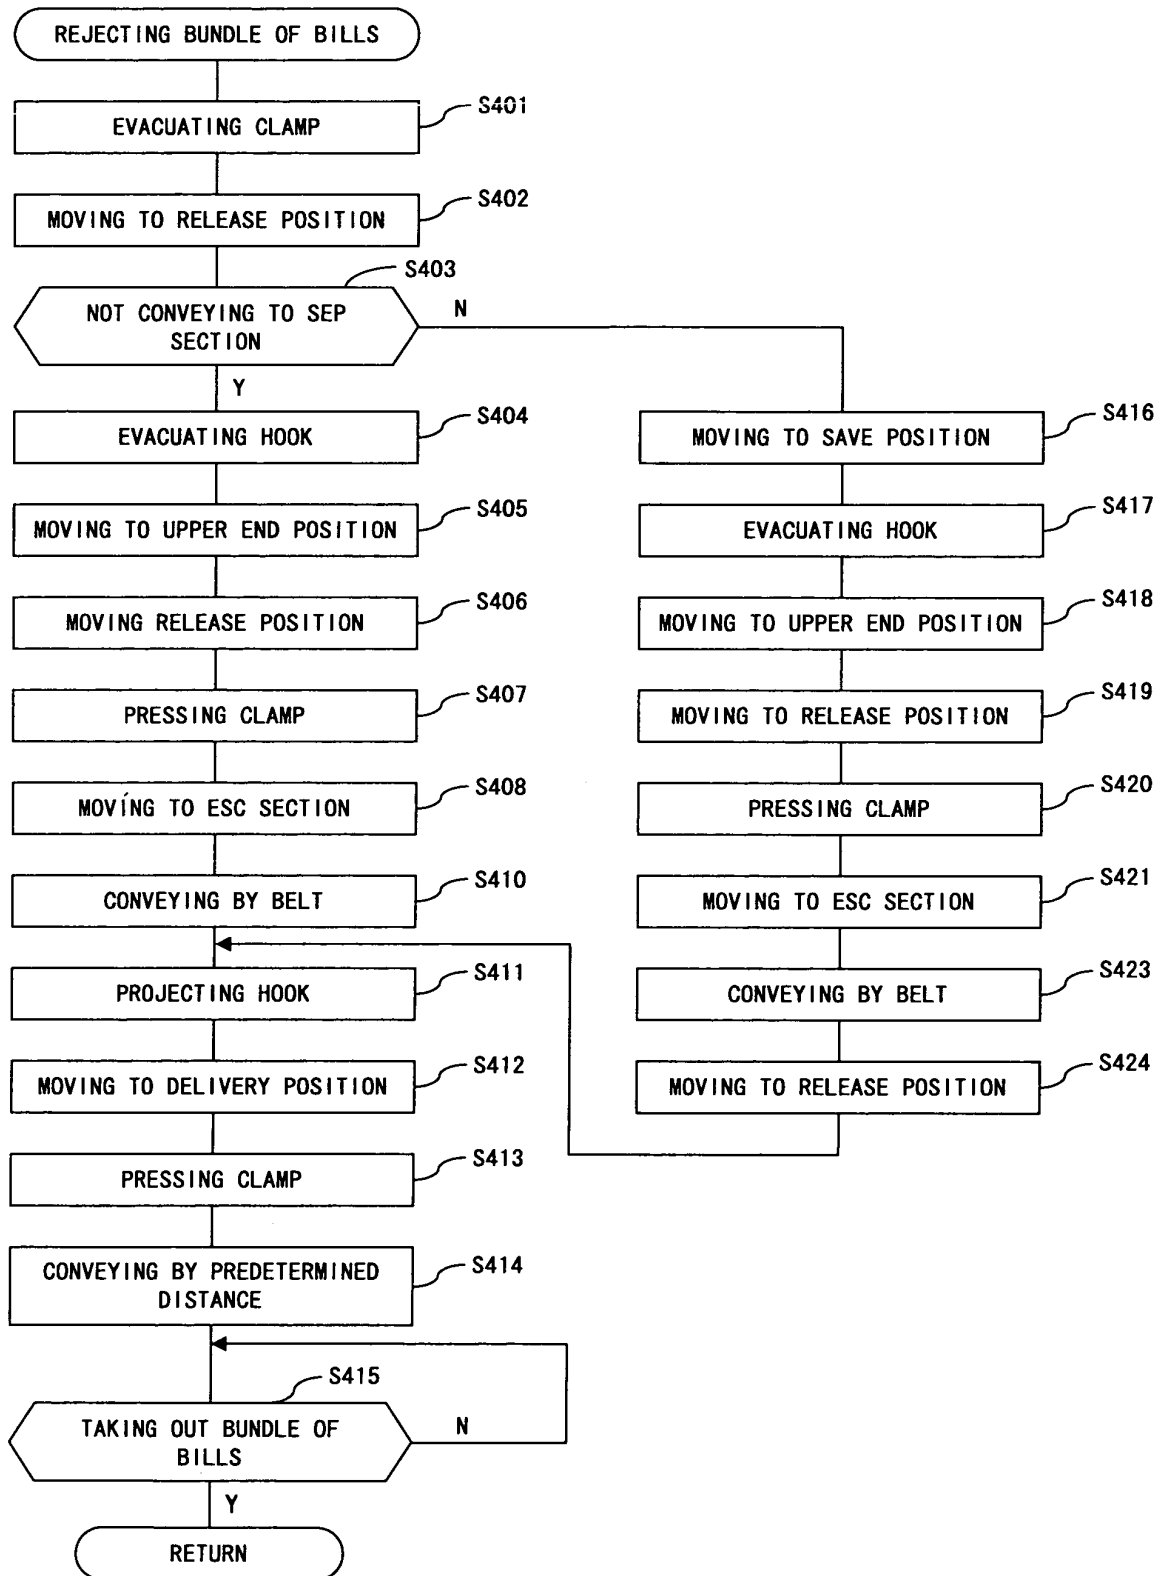 REJECTING BUNDLE OF BILLS
S401
EVACUATING CLAMP
S402
MOVING TO RELEASE POSITION
S403
NOT CONVEYING TO SEP
SECTION
N
Y
S404
EVACUATING HOOK
S405
MOVING TO UPPER END POSITION
S406
MOVING RELEASE POSITION
S407
PRESSING CLAMP
S408
MOVING TO ESC SECTION
S410
CONVEYING BY BELT
S411
PROJECTING HOOK
S412
MOVING TO DELIVERY POSITION
S413
PRESSING CLAMP
S414
CONVEYING BY PREDETERMINED
DISTANCE
S415
TAKING OUT BUNDLE OF
BILLS
N
Y
RETURN
S416
MOVING TO SAVE POSITION
S417
EVACUATING HOOK
S418
MOVING TO UPPER END POSITION
S419
MOVING TO RELEASE POSITION
S420
PRESSING CLAMP
S421
MOVING TO ESC SECTION
S423
CONVEYING BY BELT
S424
MOVING TO RELEASE POSITION